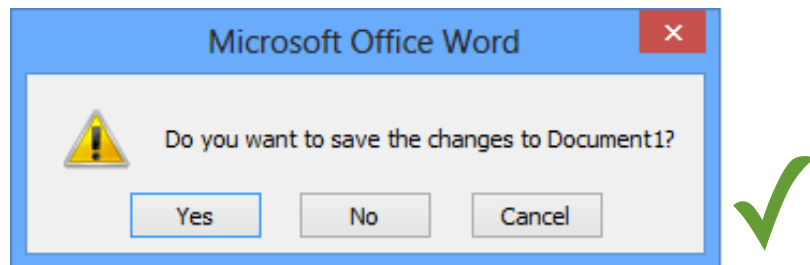 Microsoft Office Word
Do you want to save the changes to Document1?
Yes No Cancel